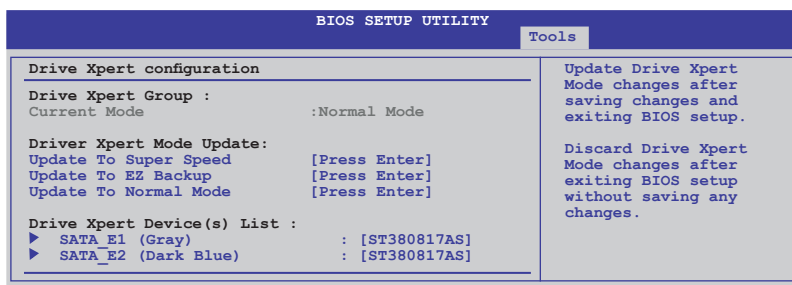 BIOS SETUP UTILITY
Tools
Drive Xpert configuration
Drive Xpert Group :
Current Mode :Normal Mode
Driver Xpert Mode Update:
Update To Super Speed [Press Enter]
Update To EZ Backup [Press Enter]
Update To Normal Mode [Press Enter]
Drive Xpert Device(s) List :
SATA_E1 (Gray) : [ST380817AS]
SATA_E2 (Dark Blue) : [ST380817AS]
Update Drive Xpert
Mode changes after
saving changes and
exiting BIOS setup.
Discard Drive Xpert
Mode changes after
exiting BIOS setup
without saving any
changes.